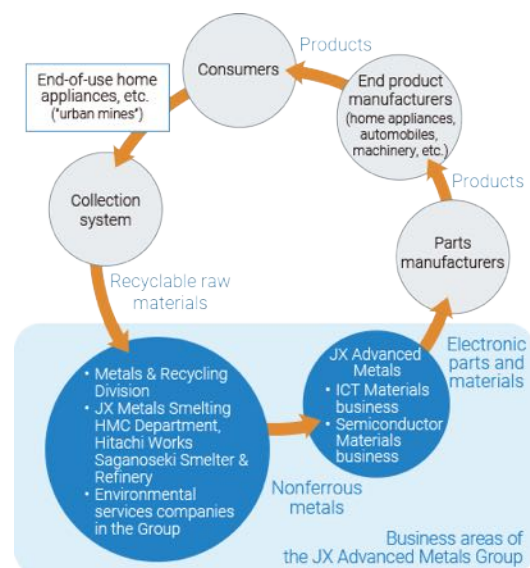 Products
Consumers
End-of-use home
appliances, etc.
("urban mines")
End product
manufacturers
(home appliances,
automobiles,
machinery, etc.)
Collection
system
Products
Parts
manufacturers
Recyclable raw
materials
• Metals & Recycling
Division
• JX Metals Smelting
HMC Department,
Hitachi Works
Saganoseki Smelter &
Refinery
• Environmental
services companies
in the Group
JX Advanced
Metals
• ICT Materials
business
• Semiconductor
Materials
business
Electronic
parts and
materials
Nonferrous
metals
Business areas of
the JX Advanced Metals Group